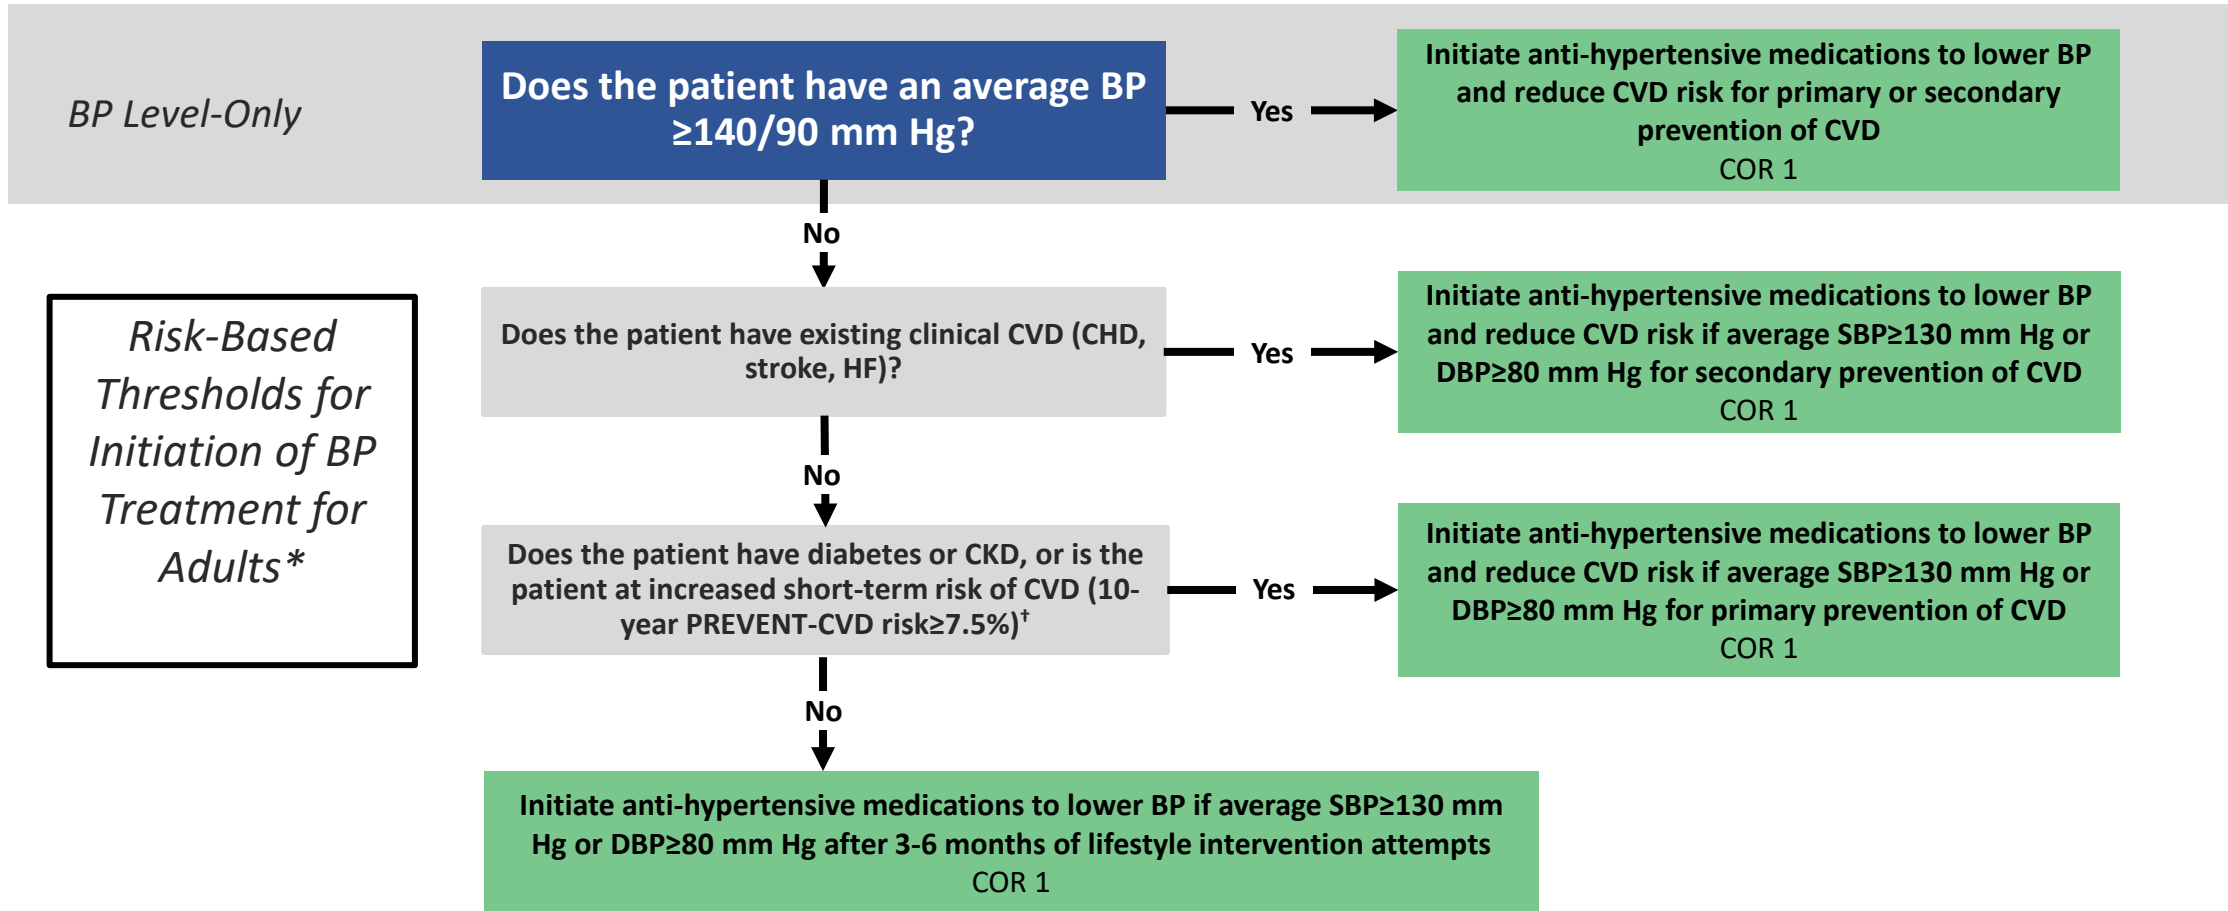 BP Level-Only
Does the patient have an average BP
≥140/90 mm Hg?
Yes
Initiate anti-hypertensive medications to lower BP
and reduce CVD risk for primary or secondary
prevention of CVD
COR 1
No
Risk-Based
Thresholds for
Initiation of BP
Treatment for
Adults*
Does the patient have existing clinical CVD (CHD,
stroke, HF)?
Yes
Initiate anti-hypertensive medications to lower BP
and reduce CVD risk if average SBP≥130 mm Hg or
DBP≥80 mm Hg for secondary prevention of CVD
COR 1
No
Does the patient have diabetes or CKD, or is the
patient at increased short-term risk of CVD (10-
year PREVENT-CVD risk≥7.5%)†
Yes
Initiate anti-hypertensive medications to lower BP
and reduce CVD risk if average SBP≥130 mm Hg or
DBP≥80 mm Hg for primary prevention of CVD
COR 1
No
Initiate anti-hypertensive medications to lower BP if average SBP≥130 mm
Hg or DBP≥80 mm Hg after 3-6 months of lifestyle intervention attempts
COR 1